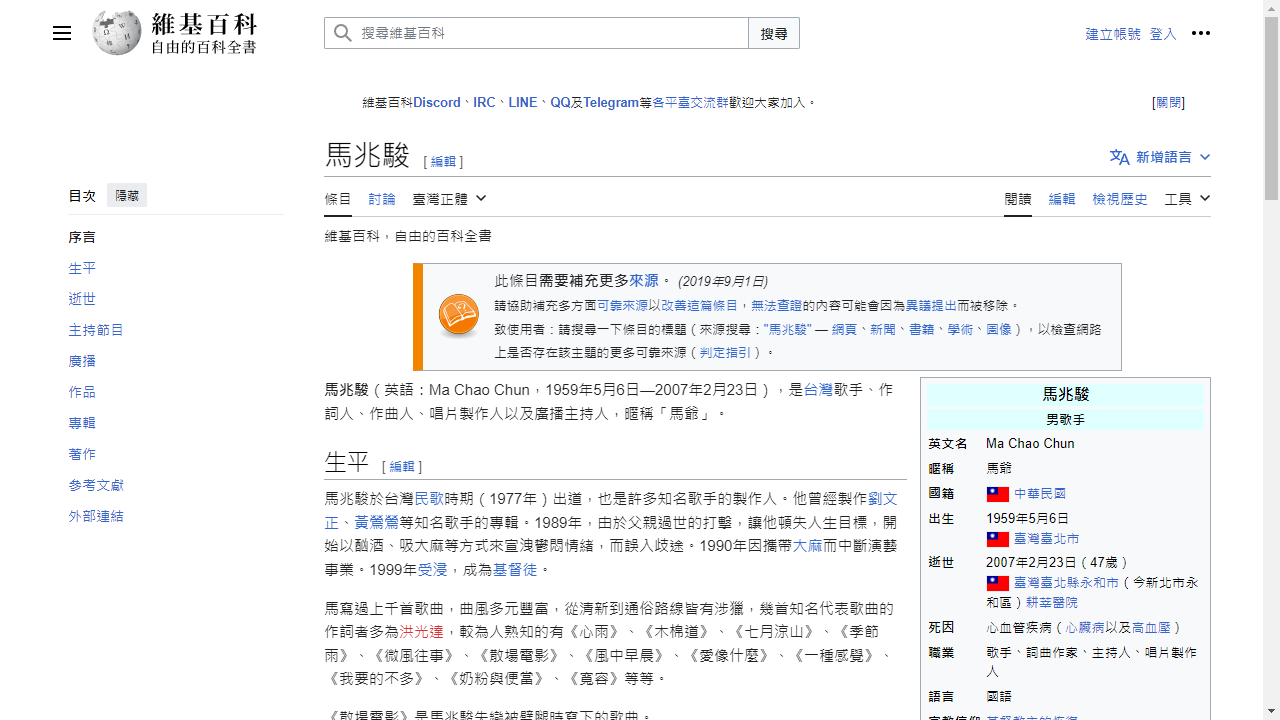 維基百科
自由的百科全書
搜尋維基百科
搜尋
建立帳號 登入
維基百科Discord、IRC、LINE、QQ及Telegram等各平臺交流群歡迎大家加入。
[關閉]
馬兆駿 [ 編輯 ]
新增語言
目次 隱藏
條目 討論 臺灣正體
閱讀 編輯 檢視歷史 工具
序言
生平
逝世
主持節目
廣播
作品
專輯
著作
參考文獻
外部連結
維基百科，自由的百科全書
此條目需要補充更多來源。 (2019年9月1日)
請協助補充多方面可靠來源以改善這篇條目，無法查證的內容可能會因為異議提出而被移除。
致使用者：請搜尋一下條目的標題（來源搜尋："馬兆駿" — 網頁、新聞、書籍、學術、圖像），以檢查網路
上是否存在該主題的更多可靠來源（判定指引）。
馬兆駿（英語：Ma Chao Chun，1959年5月6日—2007年2月23日），是台灣歌手、作
詞人、作曲人、唱片製作人以及廣播主持人，暱稱「馬爺」。
生平 [ 編輯 ]
馬兆駿於台灣民歌時期（1977年）出道，也是許多知名歌手的製作人。他曾經製作劉文
正、黃鶯鶯等知名歌手的專輯。1989年，由於父親過世的打擊，讓他頓失人生目標，開
始以酗酒、吸大麻等方式來宣洩鬱悶情緒，而誤入歧途。1990年因攜帶大麻而中斷演藝
事業。1999年受浸，成為基督徒。
馬寫過上千首歌曲，曲風多元豐富，從清新到通俗路線皆有涉獵，幾首知名代表歌曲的
作詞者多為洪光達，較為人熟知的有《心雨》、《木棉道》、《七月涼山》、《季節
雨》、《微風往事》、《散場電影》、《風中早晨》、《愛像什麼》、《一種感覺》、
《我要的不多》、《奶粉與便當》、《寬容》等等。
《散場電影》是馬兆駿失戀被劈腿時寫下的歌曲。
馬兆駿
男歌手
英文名 Ma Chao Chun
暱稱 馬爺
國籍 中華民國
出生 1959年5月6日
臺灣臺北市
逝世 2007年2月23日（47歲）
臺灣臺北縣永和市（今新北市永
和區）耕莘醫院
死因 心血管疾病（心臟病以及高血壓）
職業 歌手、詞曲作家、主持人、唱片製作
人
語言 國語
宗教信仰 基督教主的恢復